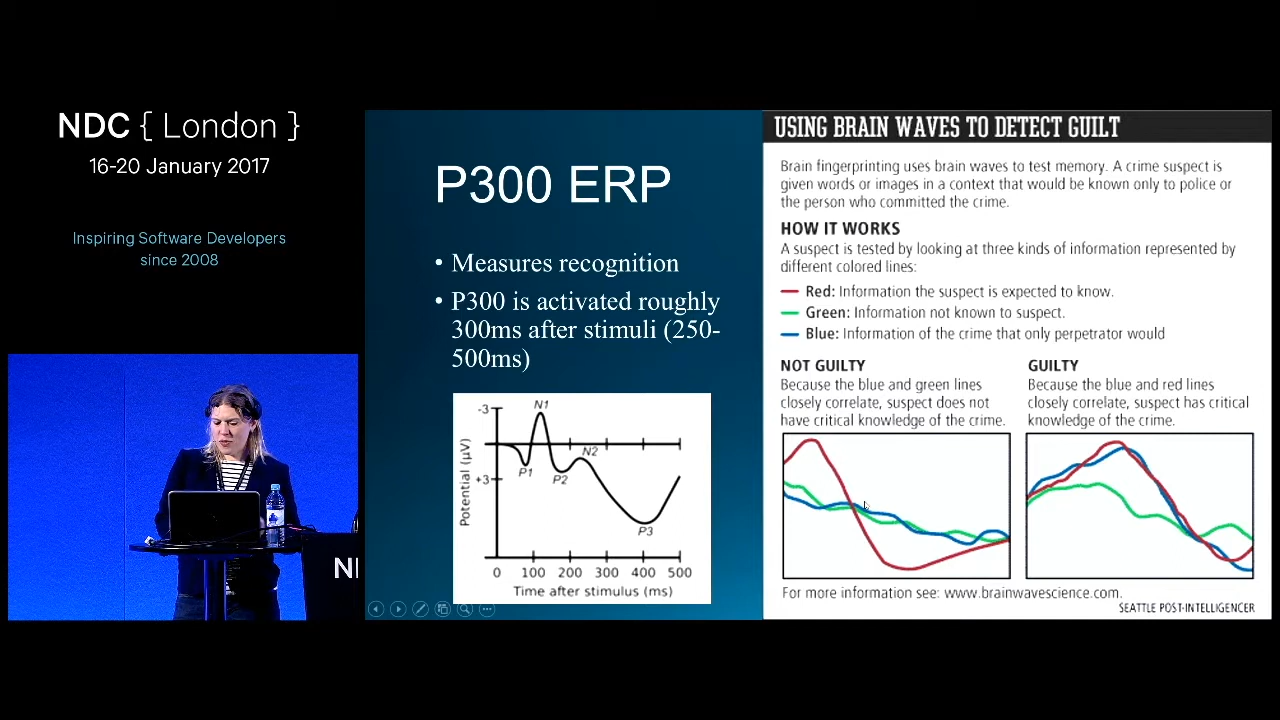 NDC { London }
16-20 January 2017
Inspiring Software Developers
since 2008
NI
P300 ERP
• Measures recognition
• P300 is activated roughly
300ms after stimuli (250-
500ms)
-3
+3
Potential (µV)
N1
P1
P2
N2
P3
0 100 200 300 400 500
Time after stimulus (ms)
USING BRAIN WAVES TO DETECT GUILT
Brain fingerprinting uses brain waves to test memory. A crime suspect is
given words or images in a context that would be known only to police or
the person who committed the crime.
HOW IT WORKS
A suspect is tested by looking at three kinds of information represented by
different colored lines:
Red: Information the suspect is expected to know.
Green: Information not known to suspect.
Blue: Information of the crime that only perpetrator would
NOT GUILTY
Because the blue and green lines
closely correlate, suspect does not
have critical knowledge of the crime.
GUILTY
Because the blue and red lines
closely correlate, suspect has critical
knowledge of the crime.
For more information see: www.brainwavescience.com.
SEATTLE POST-INTELLIGENCER